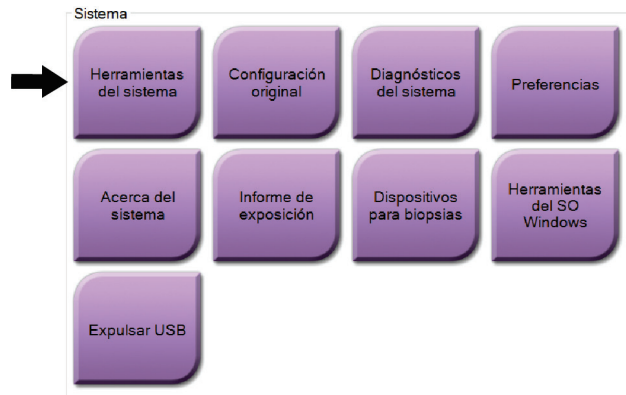 Sistema
Herramientas
del sistema
Configuración
original
Diagnósticos
del sistema
Preferencias
Acerca del
sistema
Informe de
exposición
Dispositivos
para biopsias
Herramientas
del SO
Windows
Expulsar USB